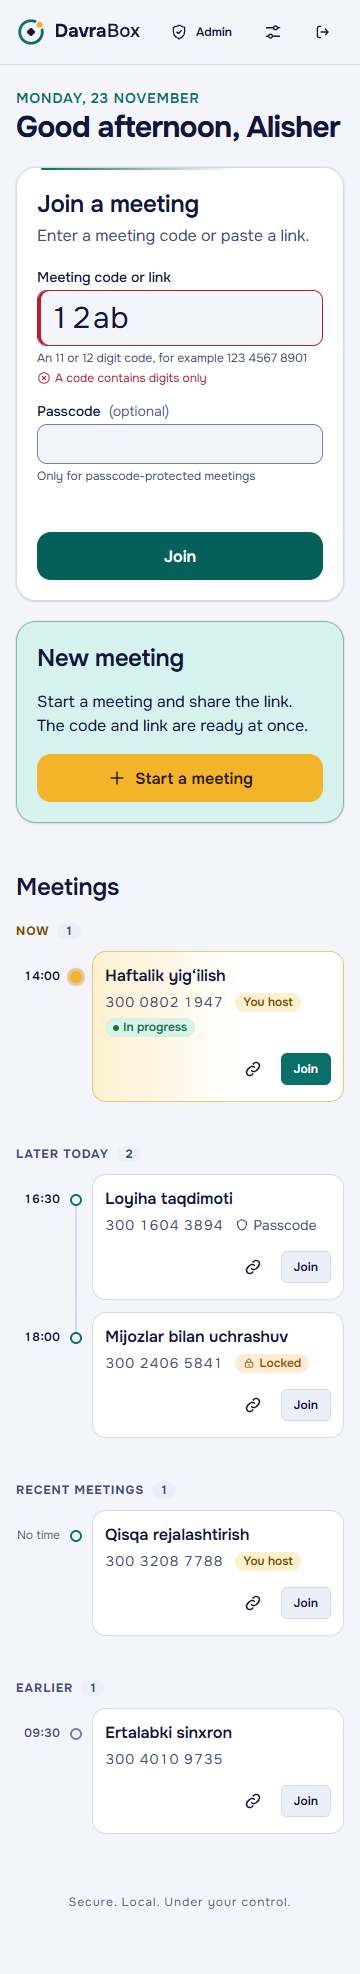 DavraBox Admin
MONDAY, 23 NOVEMBER
Good afternoon, Alisher
Join a meeting
Enter a meeting code or paste a link.
Meeting code or link
12ab
An 11 or 12 digit code, for example 123 4567 8901
A code contains digits only
Passcode (optional)
Only for passcode-protected meetings
Join
New meeting
Start a meeting and share the link.
The code and link are ready at once.
Start a meeting
Meetings
NOW 1
14:00 Haftalik yig‘ilish
300 0802 1947 You host
In progress
Join
LATER TODAY 2
16:30 Loyiha taqdimoti
300 1604 3894 Passcode
Join
18:00 Mijozlar bilan uchrashuv
300 2406 5841 Locked
Join
RECENT MEETINGS 1
No time Qisqa rejalashtirish
300 3208 7788 You host
Join
EARLIER 1
09:30 Ertalabki sinxron
300 4010 9735
Join
Secure. Local. Under your control.